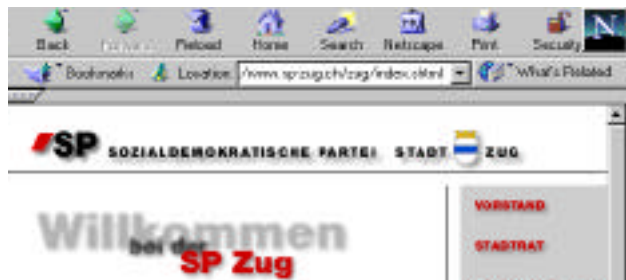 Back Forward Reload Home Search Netscape Print Security N
Bookmarks Location: /www.sp-zug.ch/zug/index.shtml What's Related
SP SOZIALDEMOKRATISCHE PARTEI STADT ZUG
Willkommen
bei der
SP Zug
VORSTAND
STADTRAT